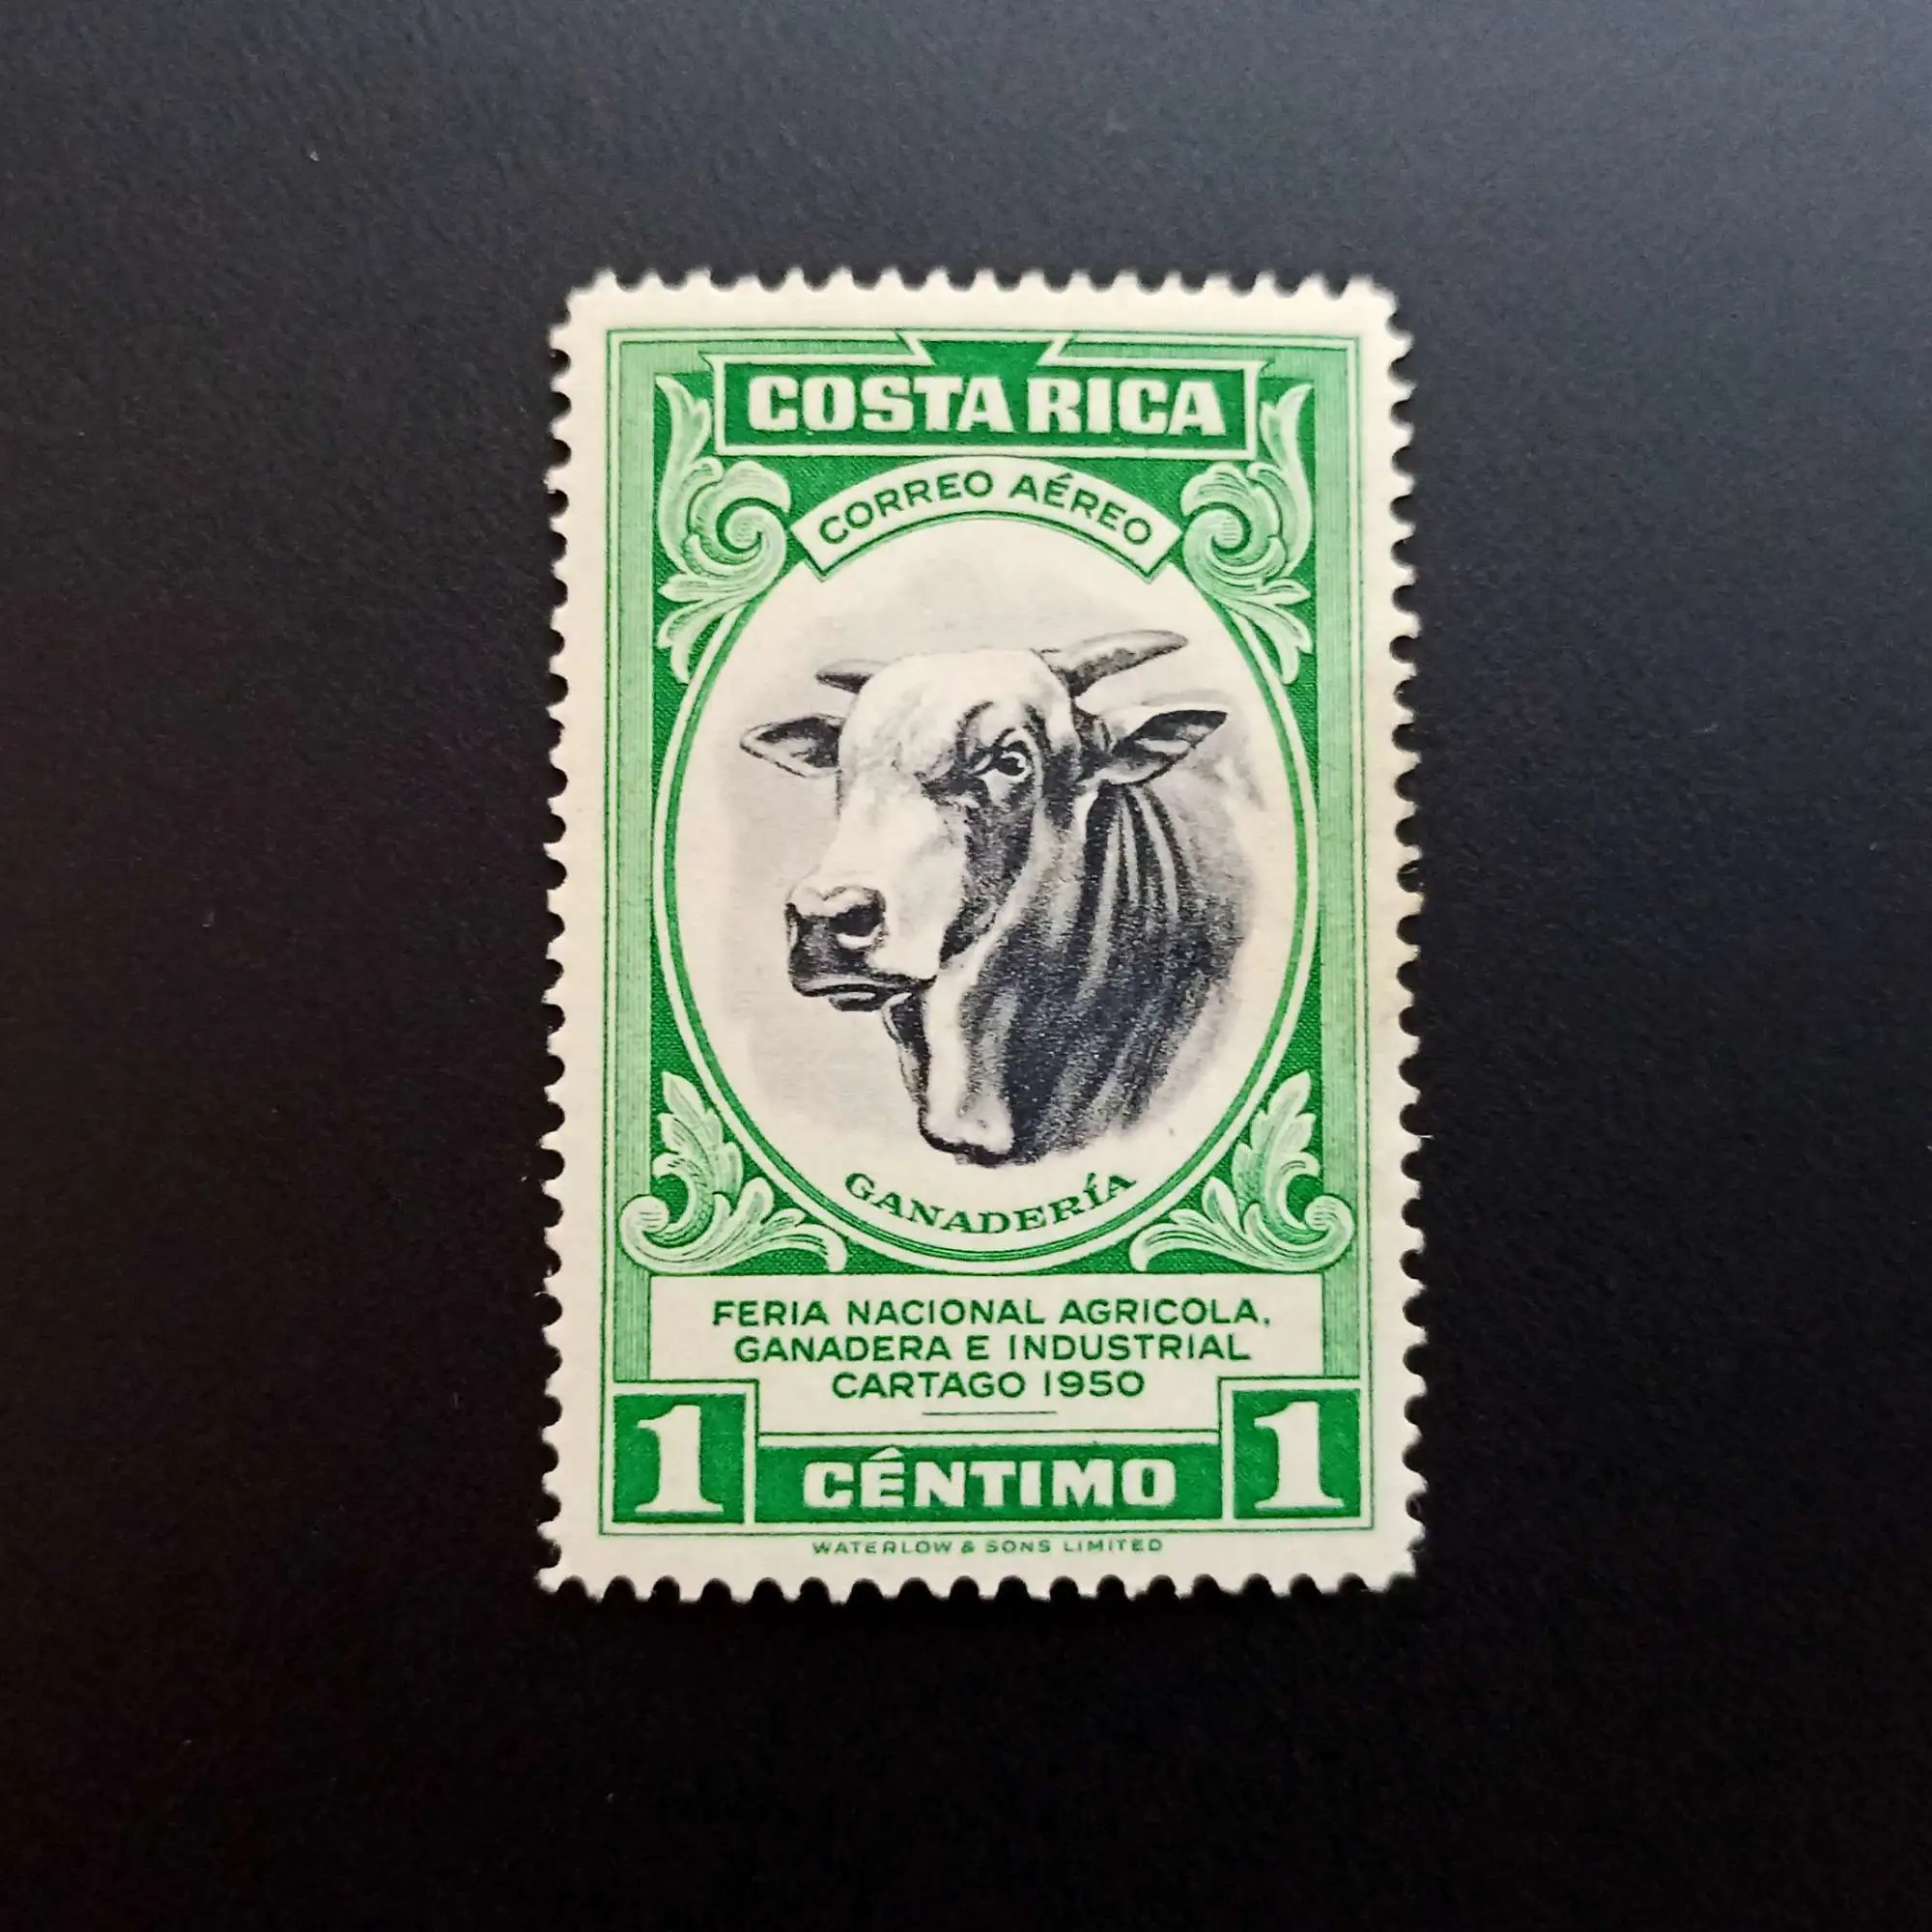 COSTA RICA
CORREO AÉREO
GANADERÍA
FERIA NACIONAL AGRICOLA,
GANADERA E INDUSTRIAL
CARTAGO 1950
1 CÉNTIMO 1
WATERLOW & SONS LIMITED